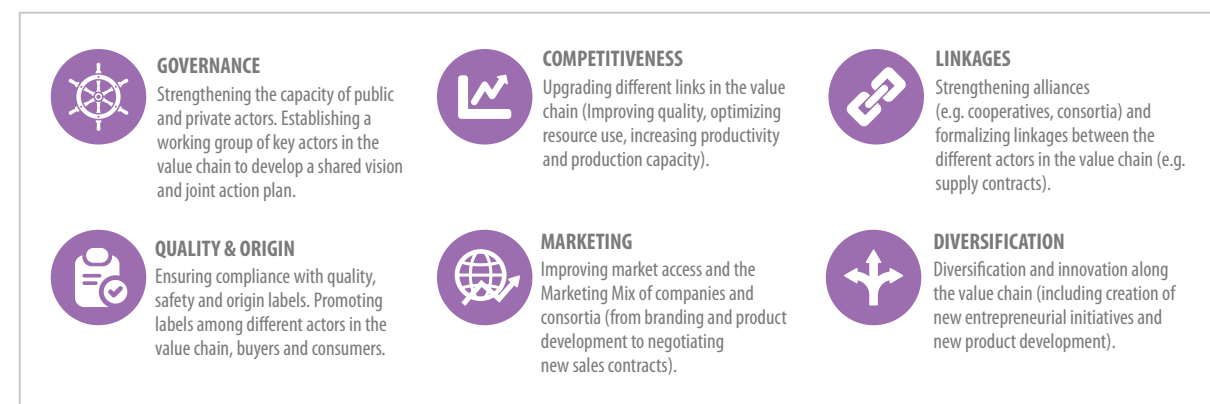 GOVERNANCE
Strengthening the capacity of public
and private actors. Establishing a
working group of key actors in the
value chain to develop a shared vision
and joint action plan.
COMPETITIVENESS
Upgrading different links in the value
chain (Improving quality, optimizing
resource use, increasing productivity
and production capacity).
LINKAGES
Strengthening alliances
(e.g. cooperatives, consortia) and
formalizing linkages between the
different actors in the value chain (e.g.
supply contracts).
QUALITY & ORIGIN
Ensuring compliance with quality,
safety and origin labels. Promoting
labels among different actors in the
value chain, buyers and consumers.
MARKETING
Improving market access and the
Marketing Mix of companies and
consortia (from branding and product
development to negotiating
new sales contracts).
DIVERSIFICATION
Diversification and innovation along
the value chain (including creation of
new entrepreneurial initiatives and
new product development).